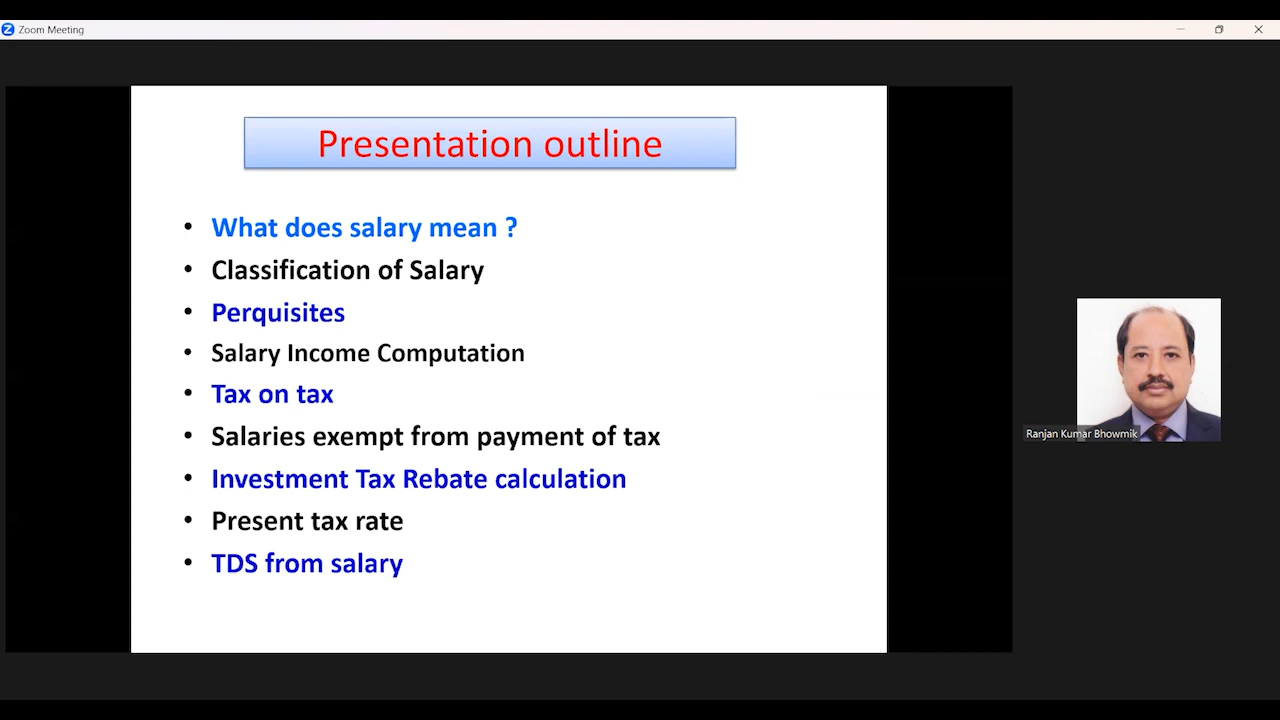 Zoom Meeting
Presentation outline
• What does salary mean ?
• Classification of Salary
• Perquisites
• Salary Income Computation
• Tax on tax
• Salaries exempt from payment of tax
• Investment Tax Rebate calculation
• Present tax rate
• TDS from salary
Ranjan Kumar Bhowmik